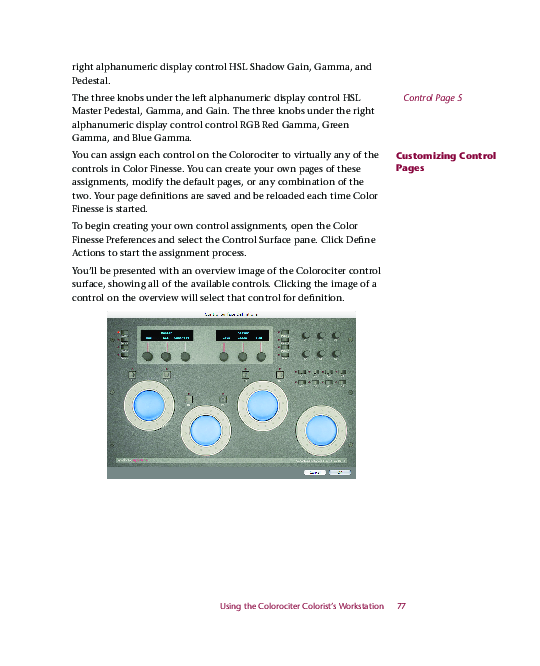 right alphanumeric display control HSL Shadow Gain, Gamma, and
Pedestal.
The three knobs under the left alphanumeric display control HSL
Master Pedestal, Gamma, and Gain. The three knobs under the right
alphanumeric display control control RGB Red Gamma, Green
Gamma, and Blue Gamma.
Control Page S
You can assign each control on the Colorociter to virtually any of the
controls in Color Finesse. You can create your own pages of these
assignments, modify the default pages, or any combination of the
two. Your page definitions are saved and be reloaded each time Color
Finesse is started.
Customizing Control
Pages
To begin creating your own control assignments, open the Color
Finesse Preferences and select the Control Surface pane. Click Define
Actions to start the assignment process.
You'll be presented with an overview image of the Colorociter control
surface, showing all of the available controls. Clicking the image of a
control on the overview will select that control for definition.
Using the Colorociter Colorist's Workstation 77